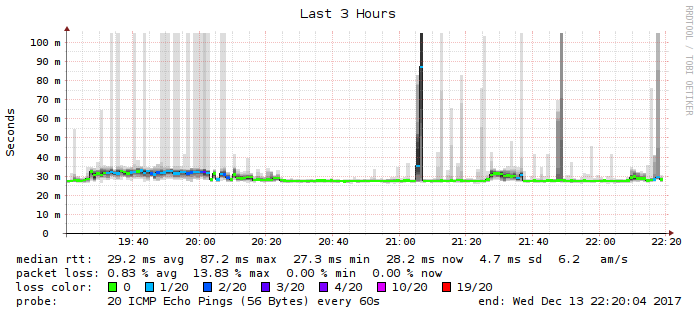 Last 3 Hours
RRDTOOL / TOBI OETIKER
Seconds
100 m
90 m
80 m
70 m
60 m
50 m
40 m
30 m
20 m
10 m
0
19:40 20:00 20:20 20:40 21:00 21:20 21:40 22:00 22:20
median rtt: 29.2 ms avg 87.2 ms max 27.3 ms min 28.2 ms now 4.7 ms sd 6.2 am/s
packet loss: 0.83 % avg 13.83 % max 0.00 % min 0.00 % now
loss color: 0 1/20 2/20 3/20 4/20 10/20 19/20
probe: 20 ICMP Echo Pings (56 Bytes) every 60s end: Wed Dec 13 22:20:04 2017